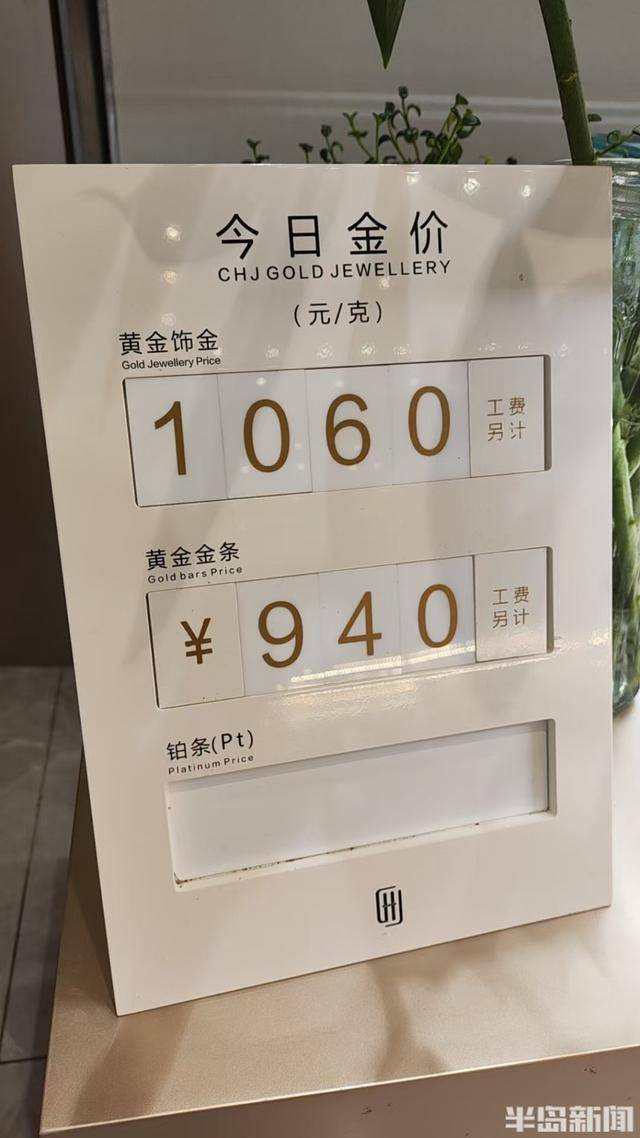 今日金价
CHJ GOLD JEWELLERY
(元/克)
黄金饰金
Gold Jewellery Price
1060
工费
另计
黄金金条
Gold bars Price
¥940
工费
另计
铂条(Pt)
Platinum Price
CHJ
半岛新闻